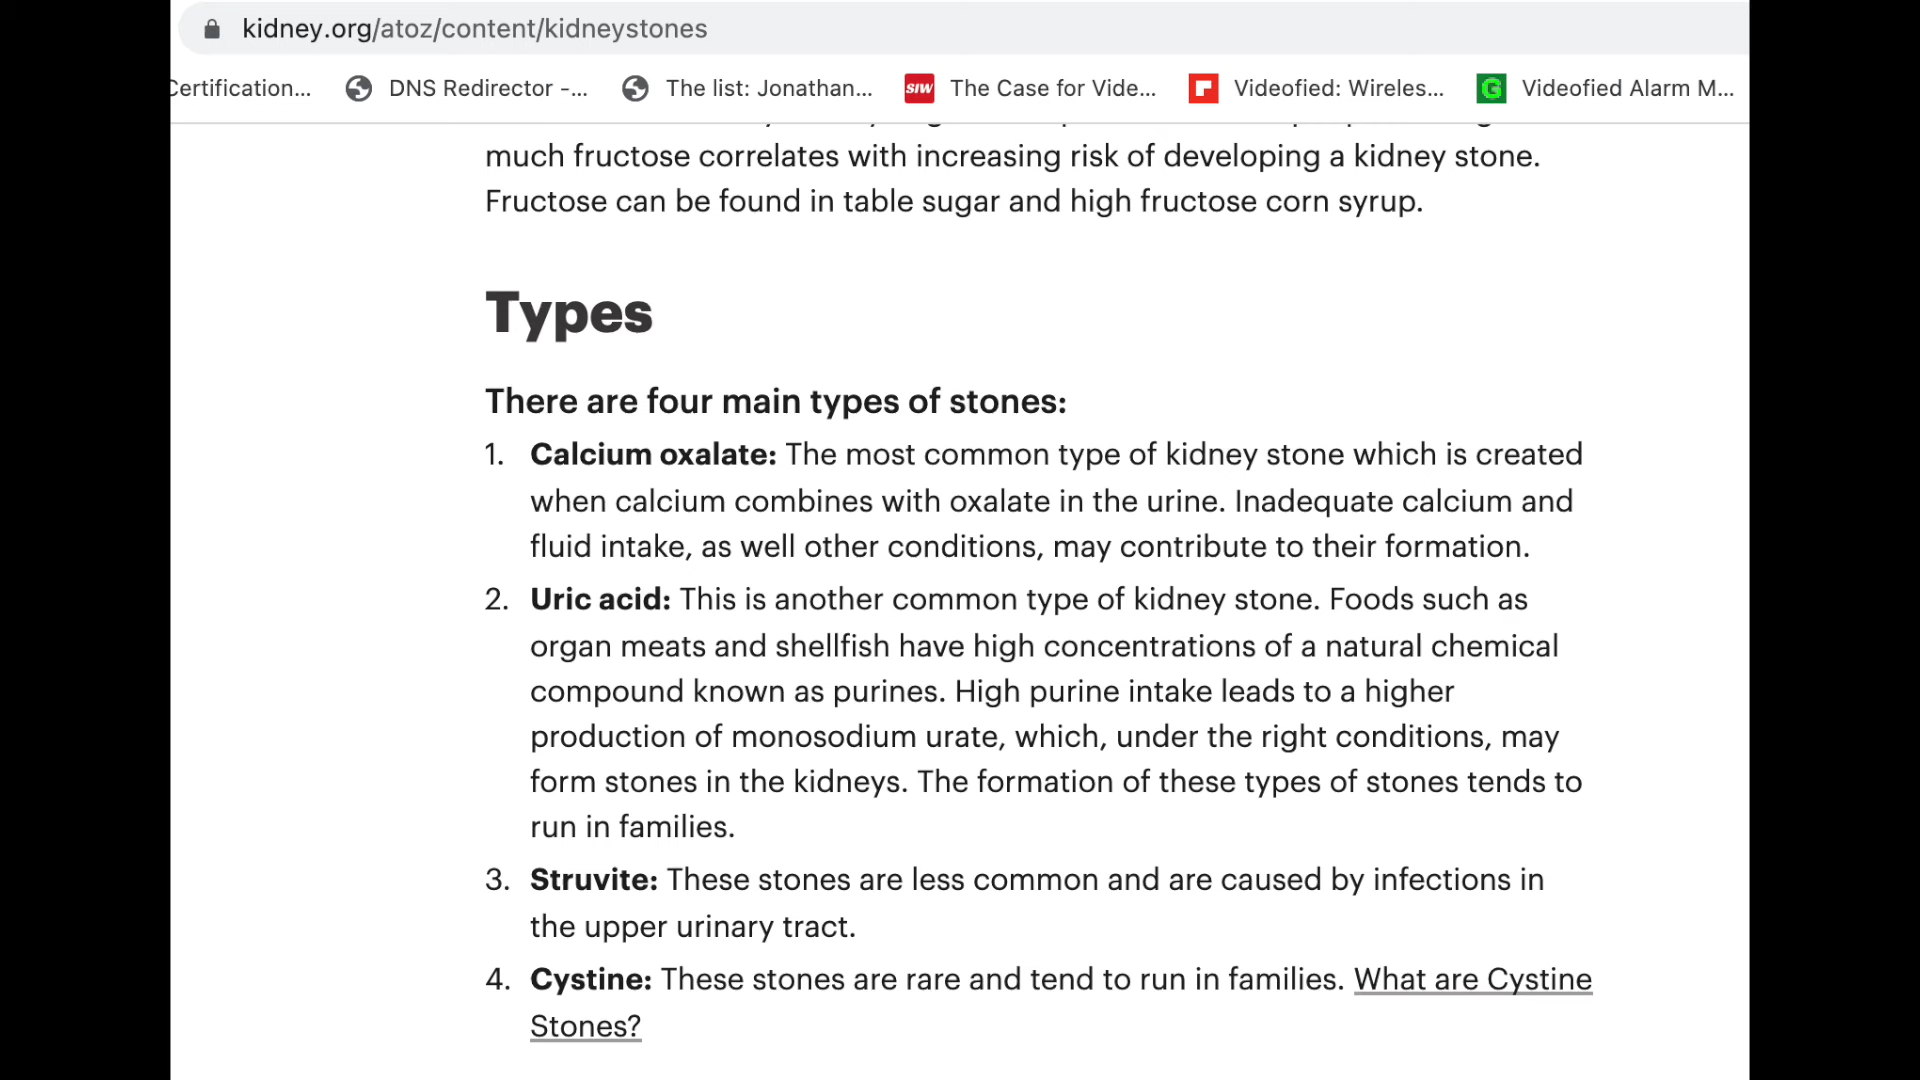 kidney.org/atoz/content/kidneystones
Certification... DNS Redirector -... The list: Jonathan... SIW The Case for Vide... Videofied: Wireles... G Videofied Alarm M...
much fructose correlates with increasing risk of developing a kidney stone.
Fructose can be found in table sugar and high fructose corn syrup.
Types
There are four main types of stones:
1. Calcium oxalate: The most common type of kidney stone which is created
when calcium combines with oxalate in the urine. Inadequate calcium and
fluid intake, as well other conditions, may contribute to their formation.
2. Uric acid: This is another common type of kidney stone. Foods such as
organ meats and shellfish have high concentrations of a natural chemical
compound known as purines. High purine intake leads to a higher
production of monosodium urate, which, under the right conditions, may
form stones in the kidneys. The formation of these types of stones tends to
run in families.
3. Struvite: These stones are less common and are caused by infections in
the upper urinary tract.
4. Cystine: These stones are rare and tend to run in families. What are Cystine
Stones?